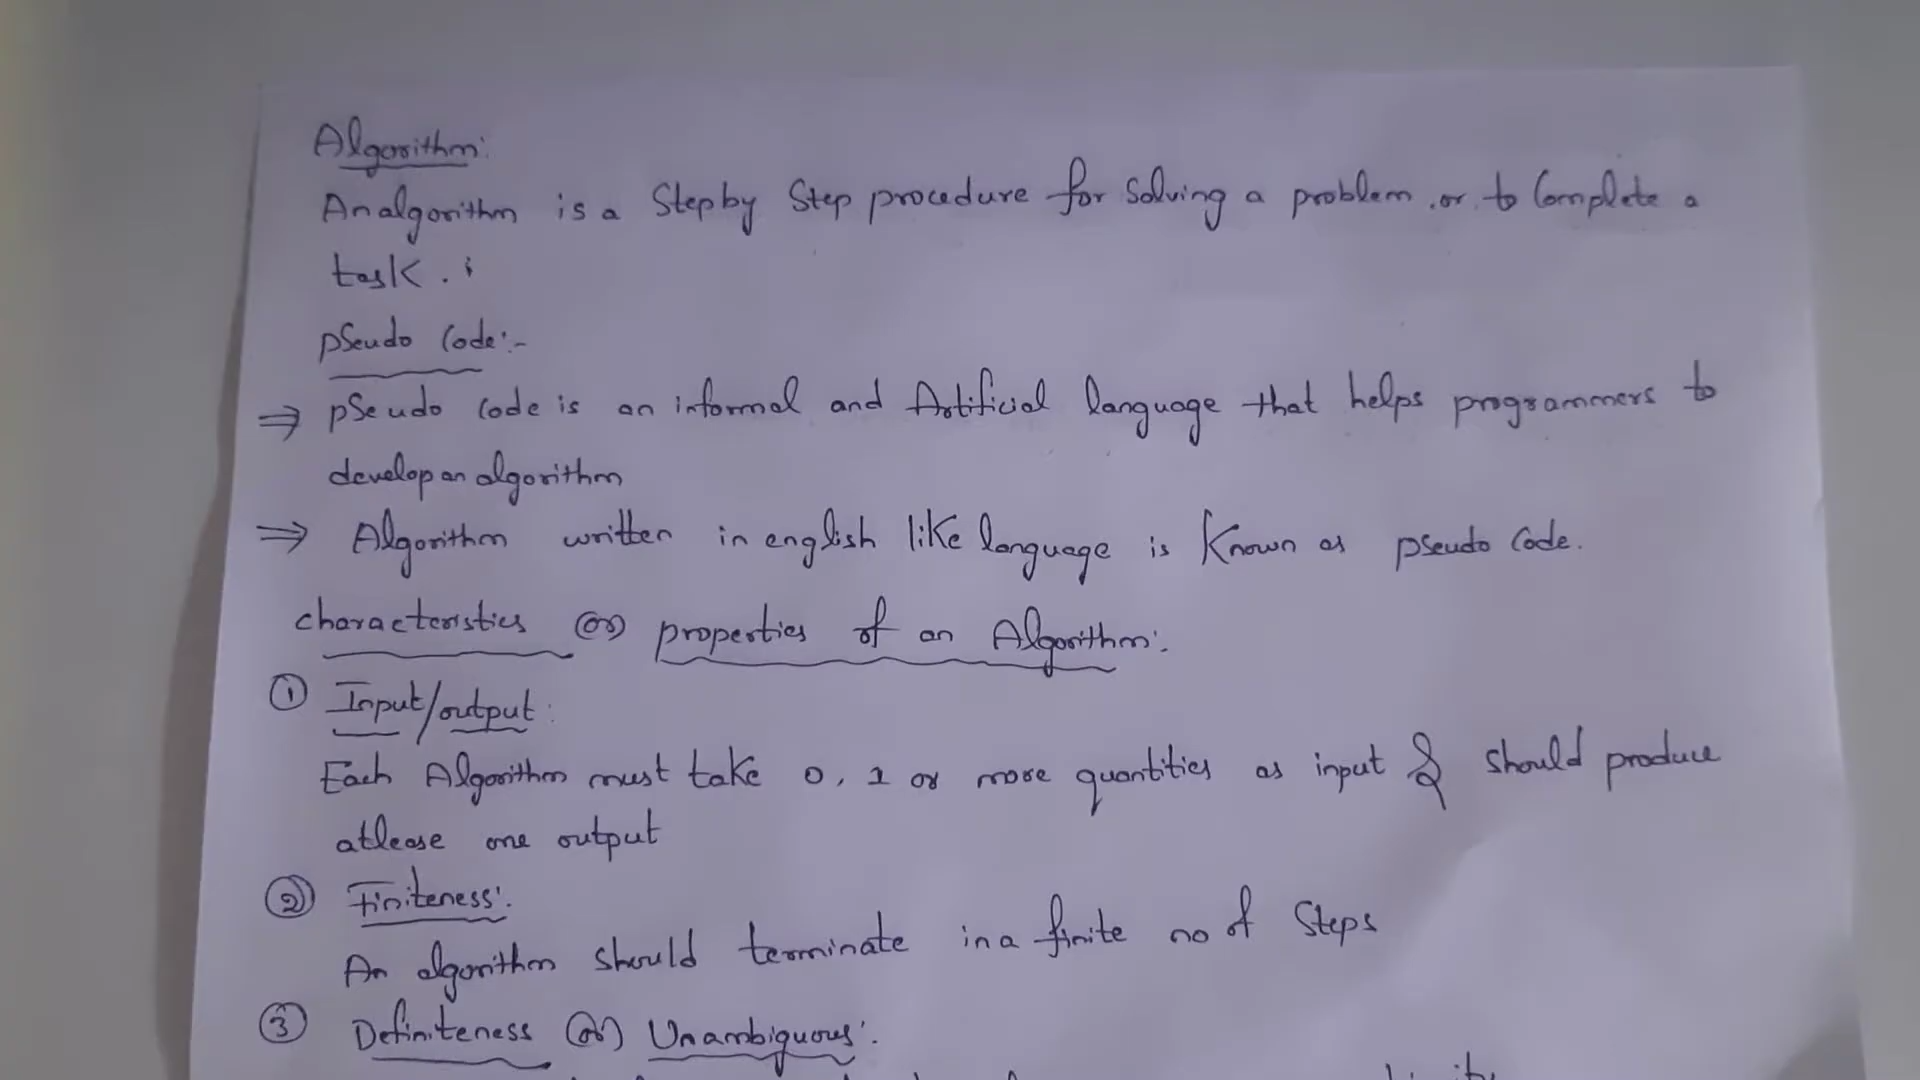 Algorithm:
An algorithm is a Step by Step procedure for Solving a problem .or. to Complete a
task.
pSeudo Code:-
⇒ pSeudo Code is an informal and Artificial language that helps programmers to
develop an algorithm
⇒ Algorithm written in english like language is Known as pseudo Code.
characteristics (or) properties of an Algorithm:
① Input/output:
Each Algorithm must take 0, 1 or more quantities as input & should produce
atlease one output
② Finiteness:
An algorithm should terminate in a finite no of Steps
③ Definiteness (or) Unambiguous: